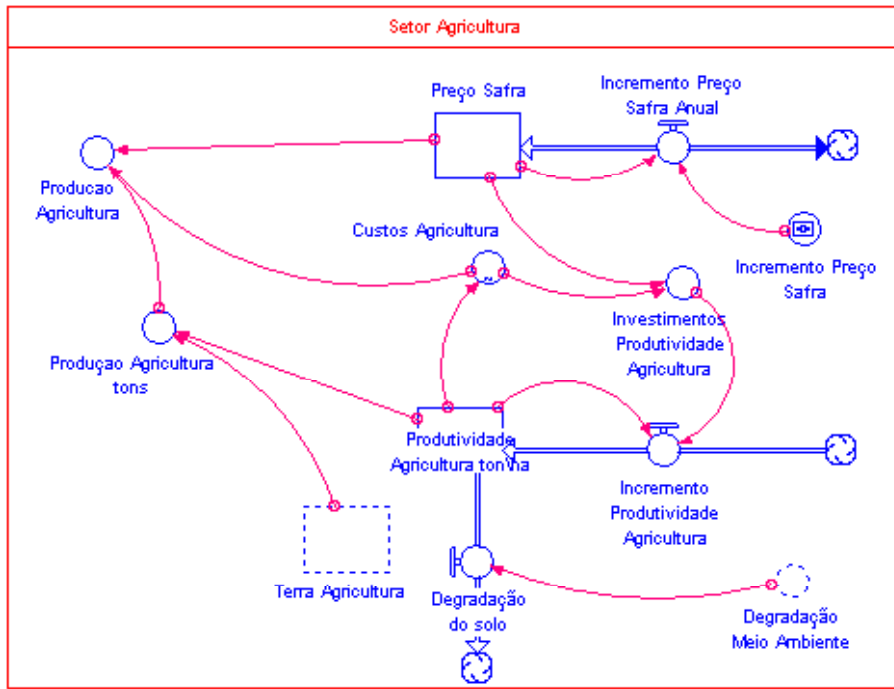 Setor Agricultura
Preço Safra
Incremento Preço
Safra Anual
Producao
Agricultura
Custos Agricultura
Incremento Preço
Safra
Investimentos
Produtividade
Agricultura
Produçao Agricultura
tons
Produtividade
Agricultura ton ha
Incremento
Produtividade
Agricultura
Terra Agricultura
Degradação
do solo
Degradação
Meio Ambiente